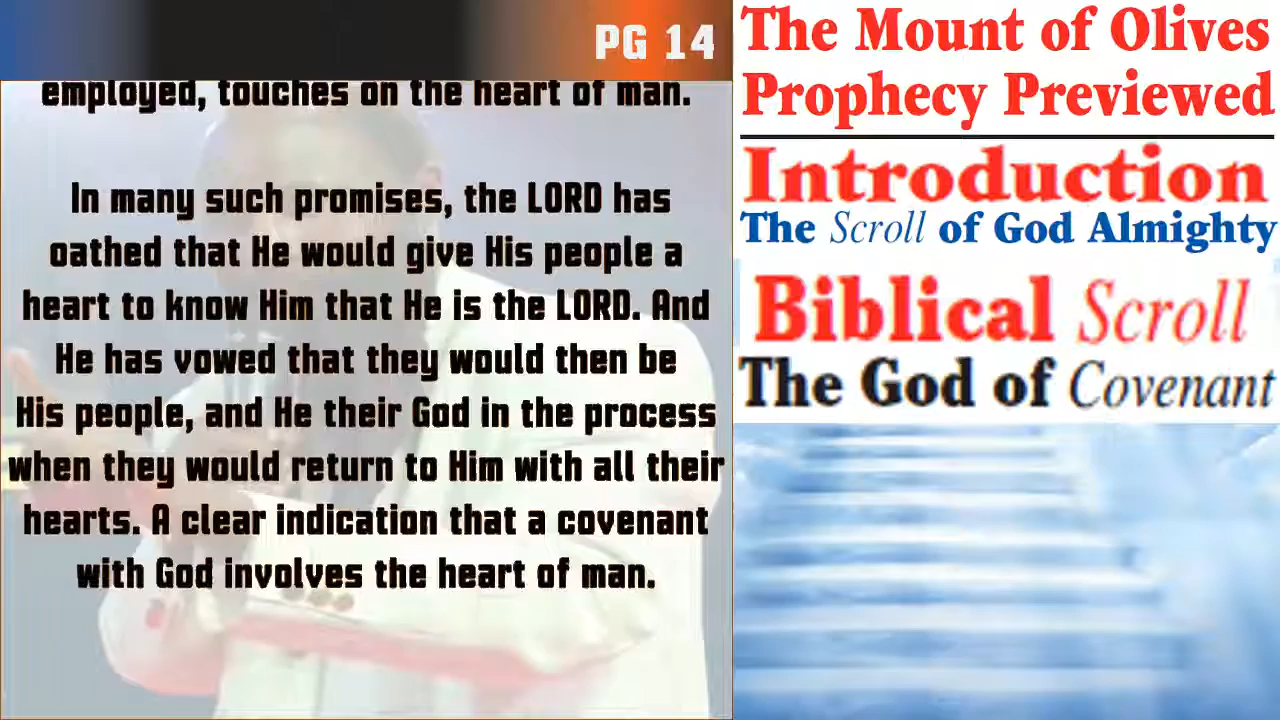 PG 14
employed, touches on the heart of man.
In many such promises, the LORD has
oathed that He would give His people a
heart to know Him that He is the LORD. And
He has vowed that they would then be
His people, and He their God in the process
when they would return to Him with all their
hearts. A clear indication that a covenant
with God involves the heart of man.
The Mount of Olives
Prophecy Previewed
Introduction
The Scroll of God Almighty
Biblical Scroll
The God of Covenant